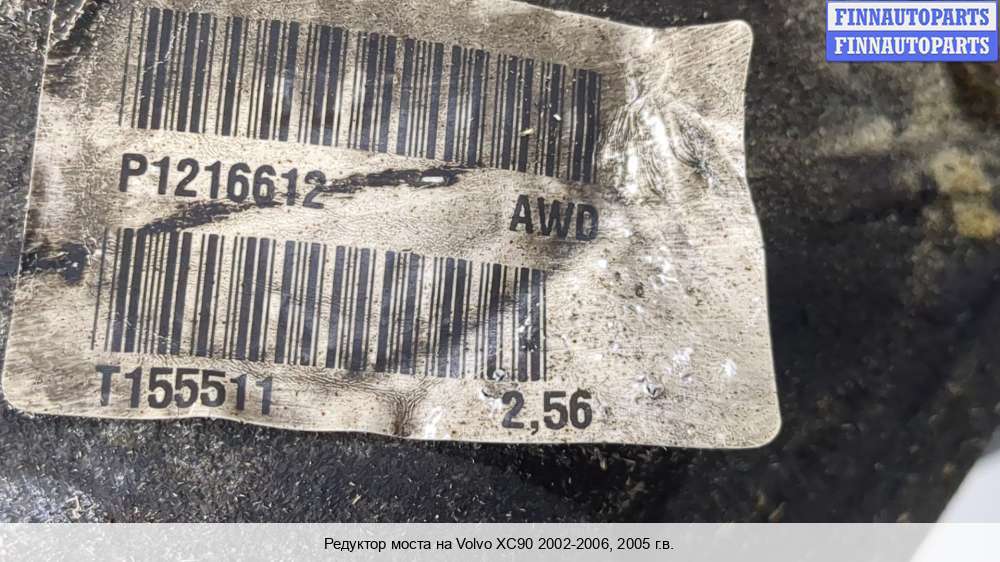 FINNAUTOPARTS
FINNAUTOPARTS
P1216612
AWD
T155511
2,56
Редуктор моста на Volvo XC90 2002-2006, 2005 г.в.